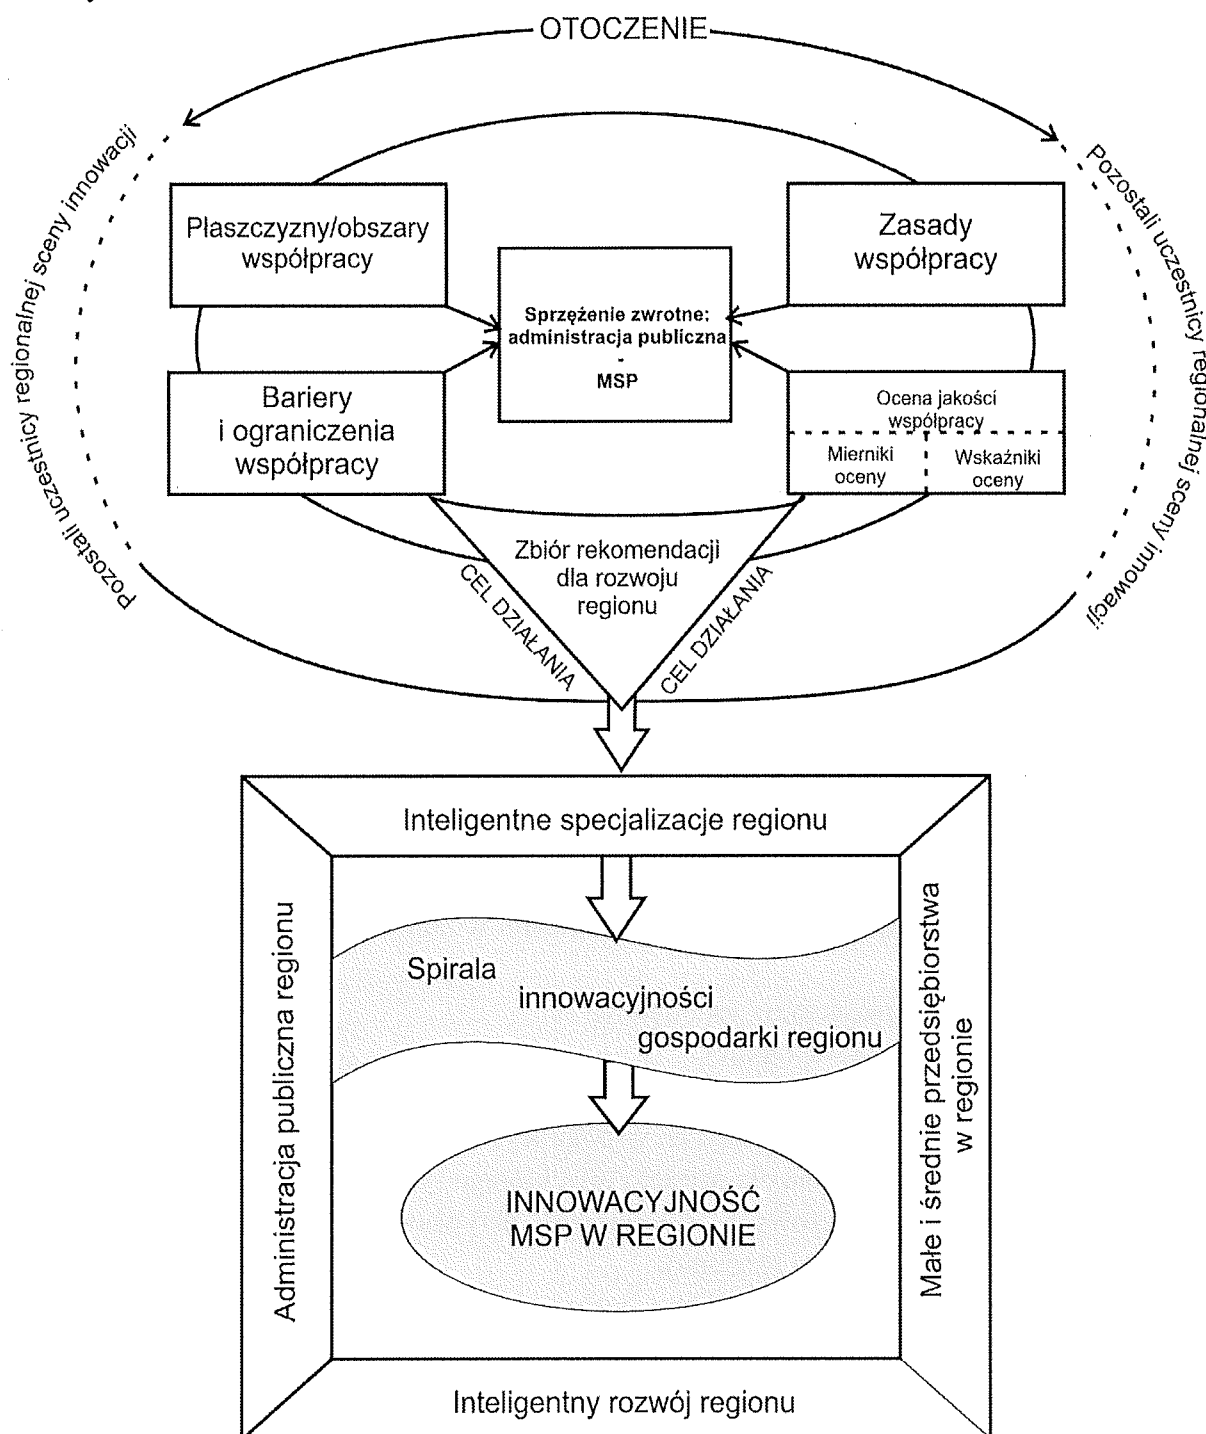 OTOCZENIE
Pozostali uczestnicy regionalnej sceny innowacji
Pozostali uczestnicy regionalnej sceny innowacji
Płaszczyzny/obszary
współpracy
Zasady
współpracy
Sprzężenie zwrotne:
administracja publiczna
-
MSP
Bariery
i ograniczenia
współpracy
Ocena jakości
współpracy
Mierniki
oceny
Wskaźniki
oceny
Zbiór rekomendacji
dla rozwoju
regionu
CEL DZIAŁANIA
CEL DZIAŁANIA
Inteligentne specjalizacje regionu
Administracja publiczna regionu
Małe i średnie przedsiębiorstwa
w regionie
Spirala
innowacyjności
gospodarki regionu
INNOWACYJNOŚĆ
MSP W REGIONIE
Inteligentny rozwój regionu